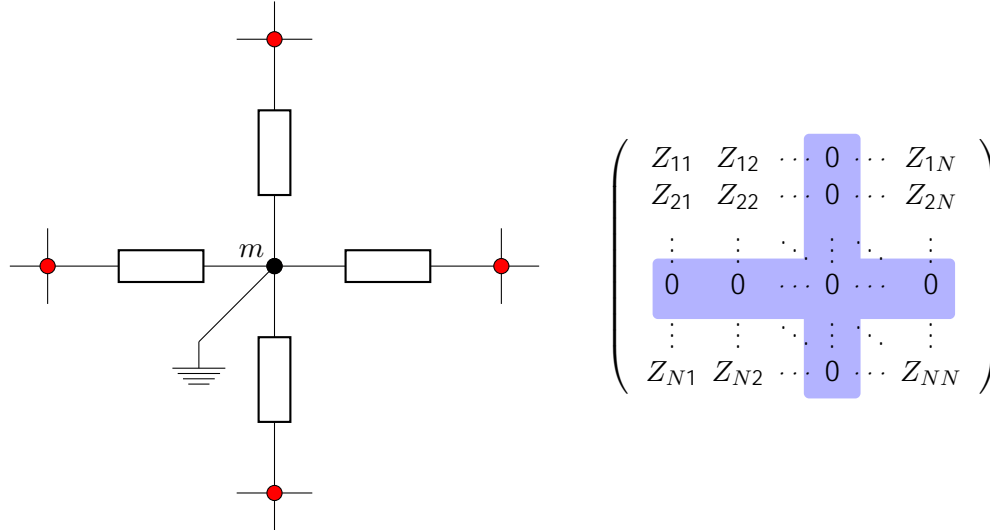 m
Z11 Z12 ⋯ 0 ⋯ Z1N
Z21 Z22 ⋯ 0 ⋯ Z2N
⋮ ⋮ ⋱ ⋮ ⋱ ⋮
0 0 ⋯ 0 ⋯ 0
⋮ ⋮ ⋱ ⋮ ⋱ ⋮
ZN1 ZN2 ⋯ 0 ⋯ ZNN